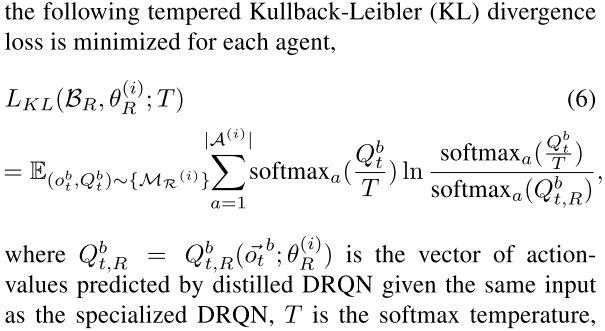 the following tempered Kullback-Leibler (KL) divergence
loss is minimized for each agent,
L_{KL}(\mathcal{B}_R, \theta_R^{(i)}; T) (6)
= \mathbb{E}_{(o_t^b, Q_t^b) \sim \{\mathcal{M}_{\mathcal{R}}^{(i)}\}} \sum_{a=1}^{|\mathcal{A}^{(i)}|} \text{softmax}_a(\frac{Q_t^b}{T}) \ln \frac{\text{softmax}_a(\frac{Q_t^b}{T})}{\text{softmax}_a(Q_{t,R}^b)},
where Q_{t,R}^b = Q_{t,R}^b(\vec{o_t}^b; \theta_R^{(i)}) is the vector of action-
values predicted by distilled DRQN given the same input
as the specialized DRQN, T is the softmax temperature,